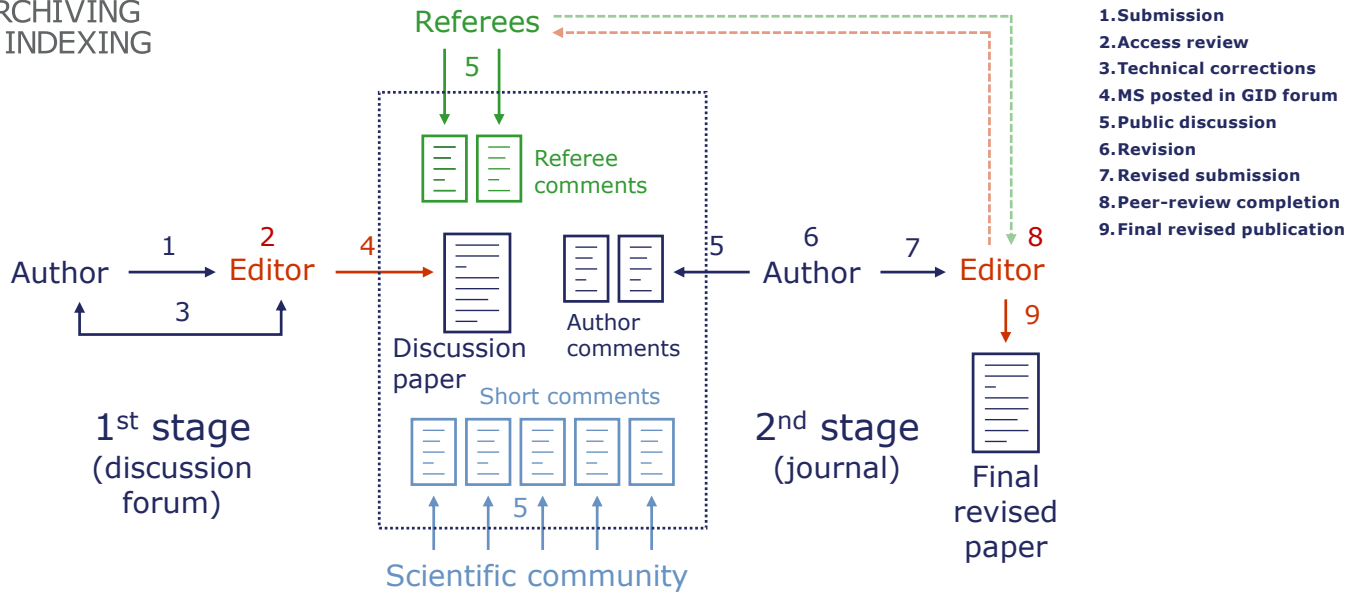 RCHIVING
INDEXING
Referees
5
Referee
comments
1
2
4
5
6
7
8
Author
Editor
Author
Editor
3
9
Discussion
paper
Author
comments
Short comments
1st stage
(discussion
forum)
2nd stage
(journal)
5
Final
revised
paper
Scientific community
1.Submission
2.Access review
3.Technical corrections
4.MS posted in GID forum
5.Public discussion
6.Revision
7.Revised submission
8.Peer-review completion
9.Final revised publication